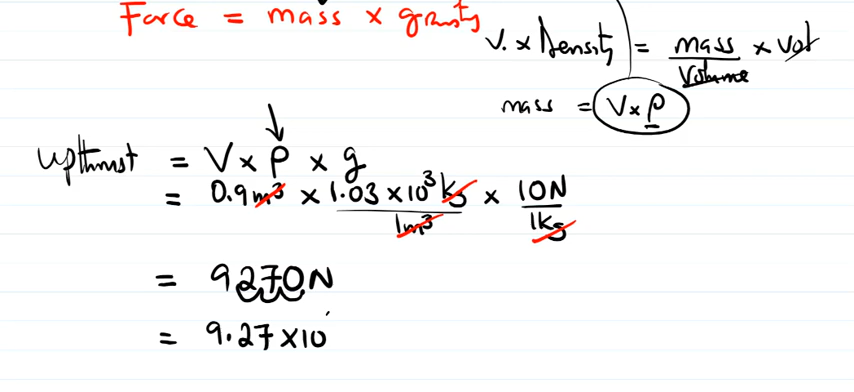 Force = mass × gravity
V. × Density = mass/Volume × Vol
mass = V × ρ
Upthrust = V × ρ × g
= 0.9m³ × 1.03 × 10³ kg/1m³ × 10N/1kg
= 9270N
= 9.27 × 10